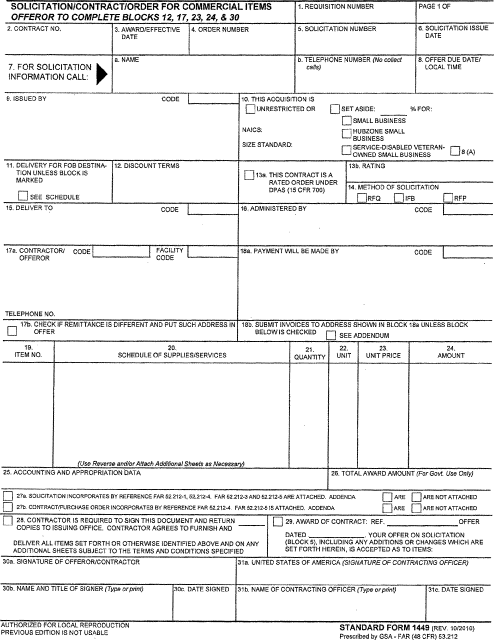 SOLICITATION/CONTRACT/ORDER FOR COMMERCIAL ITEMS
OFFEROR TO COMPLETE BLOCKS 12, 17, 23, 24, & 30
1. REQUISITION NUMBER
PAGE 1 OF
2. CONTRACT NO.
3. AWARD/EFFECTIVE DATE
4. ORDER NUMBER
5. SOLICITATION NUMBER
6. SOLICITATION ISSUE DATE
7. FOR SOLICITATION INFORMATION CALL:
a. NAME
b. TELEPHONE NUMBER (No collect calls)
8. OFFER DUE DATE/ LOCAL TIME
9. ISSUED BY
CODE
10. THIS ACQUISITION IS
UNRESTRICTED OR
SET ASIDE:
% FOR:
SMALL BUSINESS
NAICS:
HUBZONE SMALL BUSINESS
SIZE STANDARD:
SERVICE-DISABLED VETERAN-OWNED SMALL BUSINESS
8 (A)
11. DELIVERY FOR FOB DESTINATION UNLESS BLOCK IS MARKED
SEE SCHEDULE
12. DISCOUNT TERMS
13a. THIS CONTRACT IS A RATED ORDER UNDER DPAS (15 CFR 700)
13b. RATING
14. METHOD OF SOLICITATION
RFQ
IFB
RFP
15. DELIVER TO
CODE
16. ADMINISTERED BY
CODE
17a. CONTRACTOR/ OFFEROR
CODE
FACILITY CODE
18a. PAYMENT WILL BE MADE BY
CODE
TELEPHONE NO.
17b. CHECK IF REMITTANCE IS DIFFERENT AND PUT SUCH ADDRESS IN OFFER
18b. SUBMIT INVOICES TO ADDRESS SHOWN IN BLOCK 18a UNLESS BLOCK BELOW IS CHECKED
SEE ADDENDUM
19. ITEM NO.
20. SCHEDULE OF SUPPLIES/SERVICES
21. QUANTITY
22. UNIT
23. UNIT PRICE
24. AMOUNT
(Use Reverse and/or Attach Additional Sheets as Necessary)
25. ACCOUNTING AND APPROPRIATION DATA
26. TOTAL AWARD AMOUNT (For Govt. Use Only)
27a. SOLICITATION INCORPORATES BY REFERENCE FAR 52.212-1, 52.212-4. FAR 52.212-3 AND 52.212-5 ARE ATTACHED. ADDENDA
ARE
ARE NOT ATTACHED
27b. CONTRACT/PURCHASE ORDER INCORPORATES BY REFERENCE FAR 52.212-4. FAR 52.212-5 IS ATTACHED. ADDENDA
ARE
ARE NOT ATTACHED
28. CONTRACTOR IS REQUIRED TO SIGN THIS DOCUMENT AND RETURN
COPIES TO ISSUING OFFICE. CONTRACTOR AGREES TO FURNISH AND
DELIVER ALL ITEMS SET FORTH OR OTHERWISE IDENTIFIED ABOVE AND ON ANY
ADDITIONAL SHEETS SUBJECT TO THE TERMS AND CONDITIONS SPECIFIED
29. AWARD OF CONTRACT: REF. OFFER
DATED . YOUR OFFER ON SOLICITATION
(BLOCK 5), INCLUDING ANY ADDITIONS OR CHANGES WHICH ARE
SET FORTH HEREIN, IS ACCEPTED AS TO ITEMS:
30a. SIGNATURE OF OFFEROR/CONTRACTOR
31a. UNITED STATES OF AMERICA (SIGNATURE OF CONTRACTING OFFICER)
30b. NAME AND TITLE OF SIGNER (Type or print)
30c. DATE SIGNED
31b. NAME OF CONTRACTING OFFICER (Type or print)
31c. DATE SIGNED
AUTHORIZED FOR LOCAL REPRODUCTION
PREVIOUS EDITION IS NOT USABLE
STANDARD FORM 1449 (REV. 10/2010)
Prescribed by GSA - FAR (48 CFR) 53.212